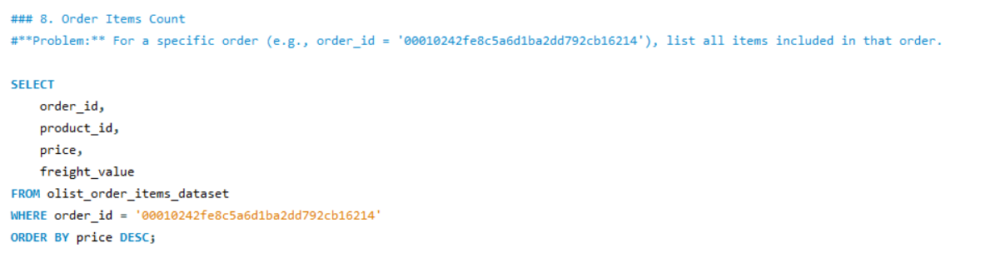 ### 8. Order Items Count
#**Problem:** For a specific order (e.g., order_id = '00010242fe8c5a6d1ba2dd792cb16214'), list all items included in that order.
SELECT
    order_id,
    product_id,
    price,
    freight_value
FROM olist_order_items_dataset
WHERE order_id = '00010242fe8c5a6d1ba2dd792cb16214'
ORDER BY price DESC;